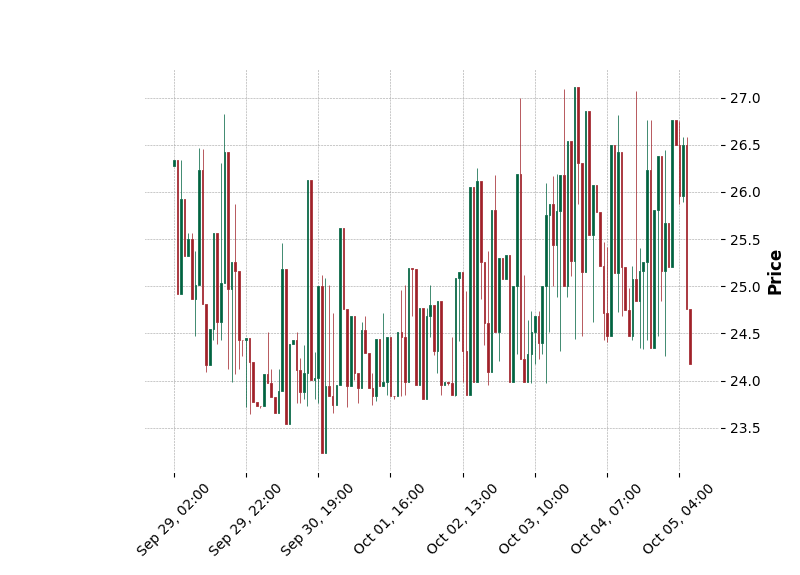 27.0
26.5
26.0
25.5
25.0
24.5
24.0
23.5
Price
Sep 29, 02:00
Sep 29, 22:00
Sep 30, 19:00
Oct 01, 16:00
Oct 02, 13:00
Oct 03, 10:00
Oct 04, 07:00
Oct 05, 04:00